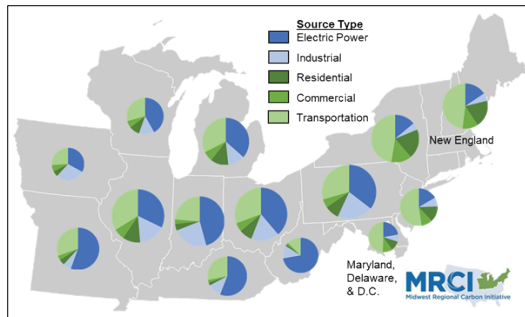 Source Type
Electric Power
Industrial
Residential
Commercial
Transportation
New England
Maryland,
Delaware,
& D.C.
MRCI
Midwest Regional Carbon Initiative